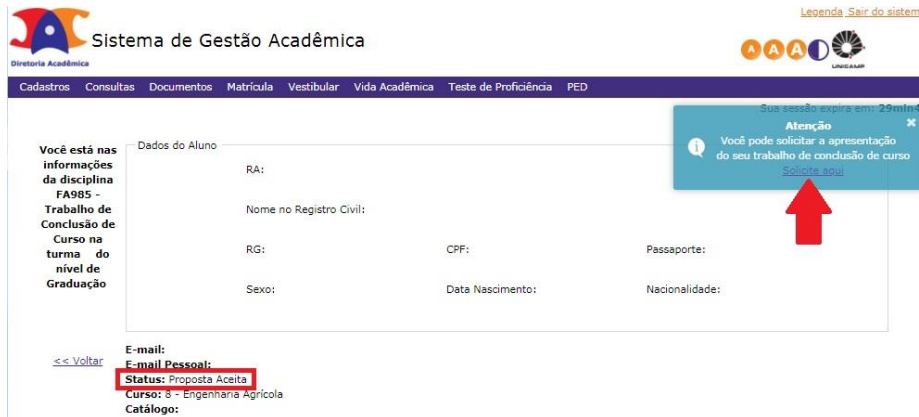 Legenda Sair do sistem
Sistema de Gestão Acadêmica
Diretoria Acadêmica
A A A
UNICAMP
Cadastros Consultas Documentos Matrícula Vestibular Vida Acadêmica Teste de Proficiência PED
Sua sessão expira em: 29min4
Atenção
Você pode solicitar a apresentação
do seu trabalho de conclusão de curso
Solicite aqui
Você está nas
informações
da disciplina
FA985 -
Trabalho de
Conclusão de
Curso na
turma do
nível de
Graduação
<< Voltar
Dados do Aluno
RA:
Nome no Registro Civil:
RG: CPF: Passaporte:
Sexo: Data Nascimento: Nacionalidade:
E-mail:
E-mail Pessoal:
Status: Proposta Aceita
Curso: 8 - Engenharia Agrícola
Catálogo: